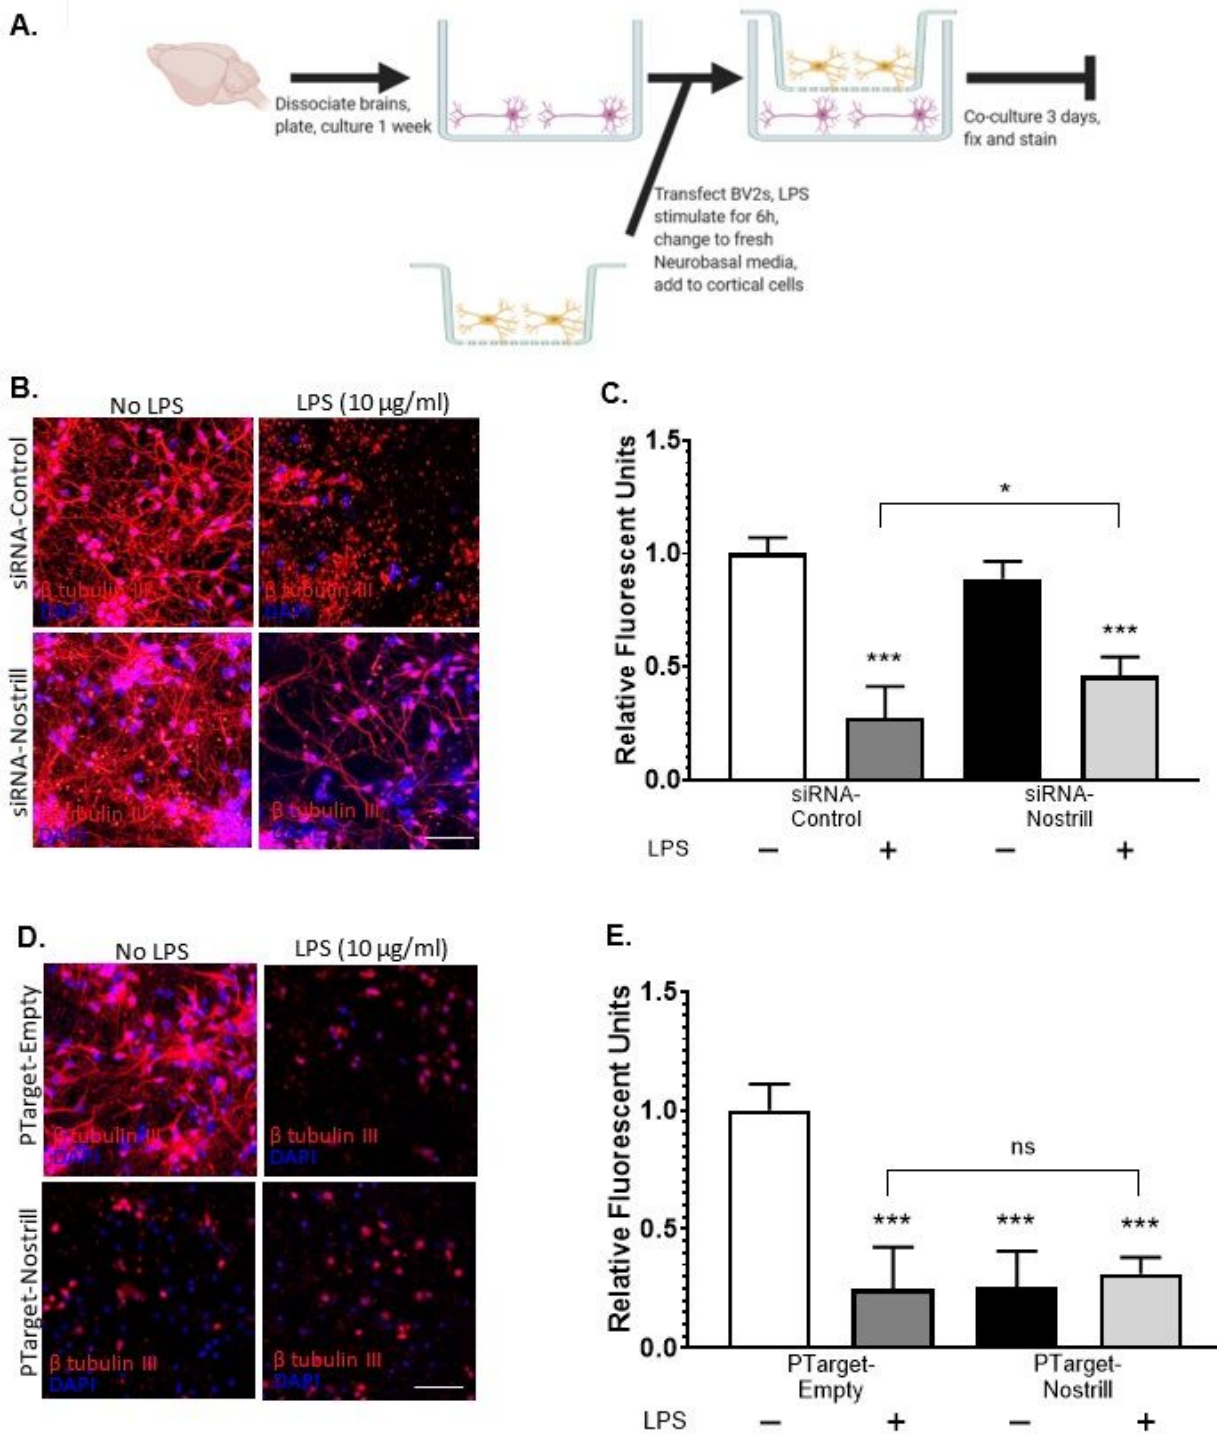 A.
Dissociate brains,
plate, culture 1 week
Co-culture 3 days,
fix and stain
Transfect BV2s, LPS
stimulate for 6h,
change to fresh
Neurobasal media,
add to cortical cells
B.
No LPS
LPS (10 µg/ml)
siRNA-Control
β tubulin III
DAPI
β tubulin III
DAPI
siRNA-Nostrill
β tubulin III
DAPI
β tubulin III
DAPI
C.
Relative Fluorescent Units
1.5
1.0
0.5
0.0
*
***
***
siRNA-
Control
siRNA-
Nostrill
LPS
− + − +
D.
No LPS
LPS (10 µg/ml)
PTarget-Empty
β tubulin III
DAPI
β tubulin III
DAPI
PTarget-Nostrill
β tubulin III
DAPI
β tubulin III
DAPI
E.
Relative Fluorescent Units
1.5
1.0
0.5
0.0
ns
***
***
***
PTarget-
Empty
PTarget-
Nostrill
LPS
− + − +